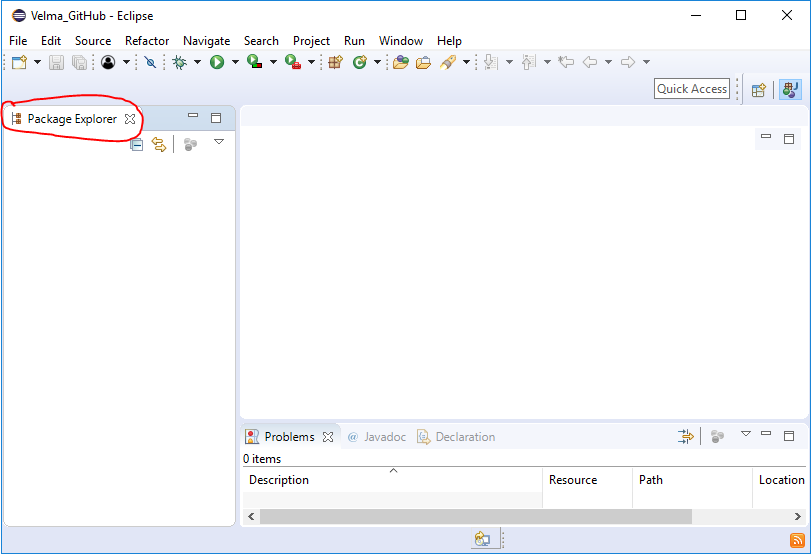 Velma_GitHub - Eclipse
File Edit Source Refactor Navigate Search Project Run Window Help
Quick Access
Package Explorer
Problems @ Javadoc Declaration
0 items
Description Resource Path Location